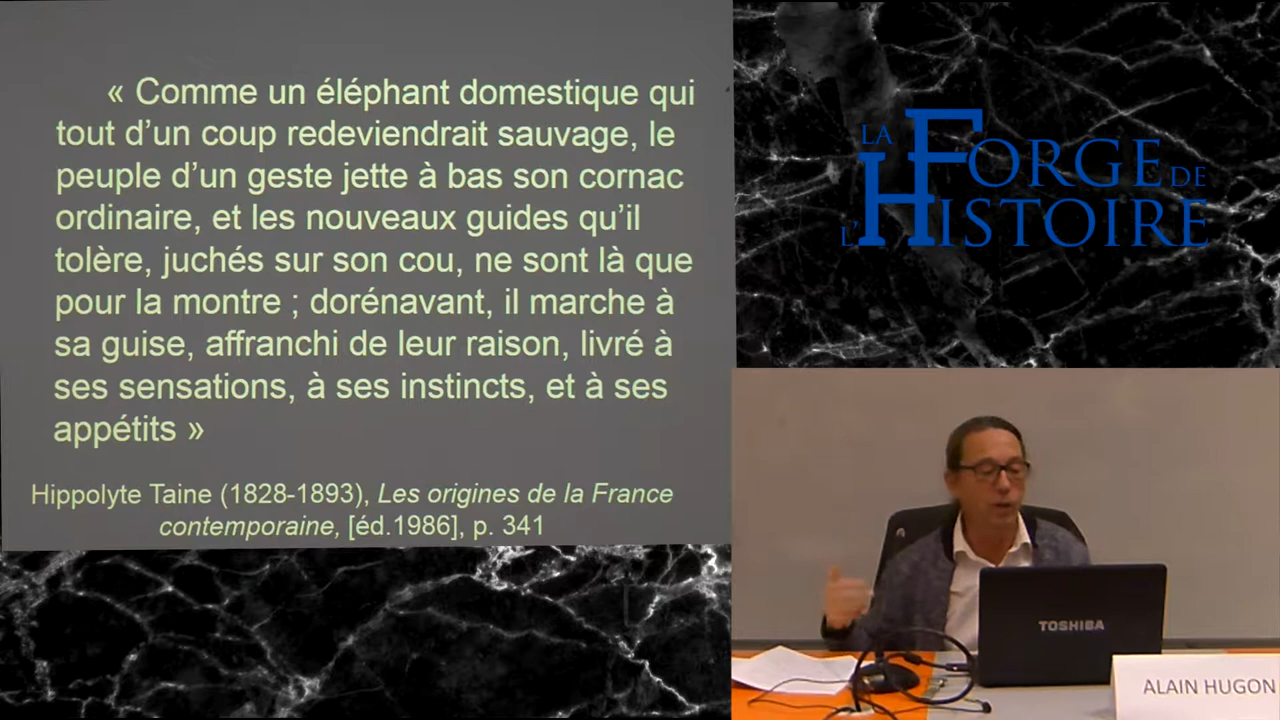 « Comme un éléphant domestique qui
tout d'un coup redeviendrait sauvage, le
peuple d'un geste jette à bas son cornac
ordinaire, et les nouveaux guides qu'il
tolère, juchés sur son cou, ne sont là que
pour la montre ; dorénavant, il marche à
sa guise, affranchi de leur raison, livré à
ses sensations, à ses instincts, et à ses
appétits »
Hippolyte Taine (1828-1893), Les origines de la France
contemporaine, [éd.1986], p. 341
LA FORGE DE
L'HISTOIRE
TOSHIBA
ALAIN HUGON